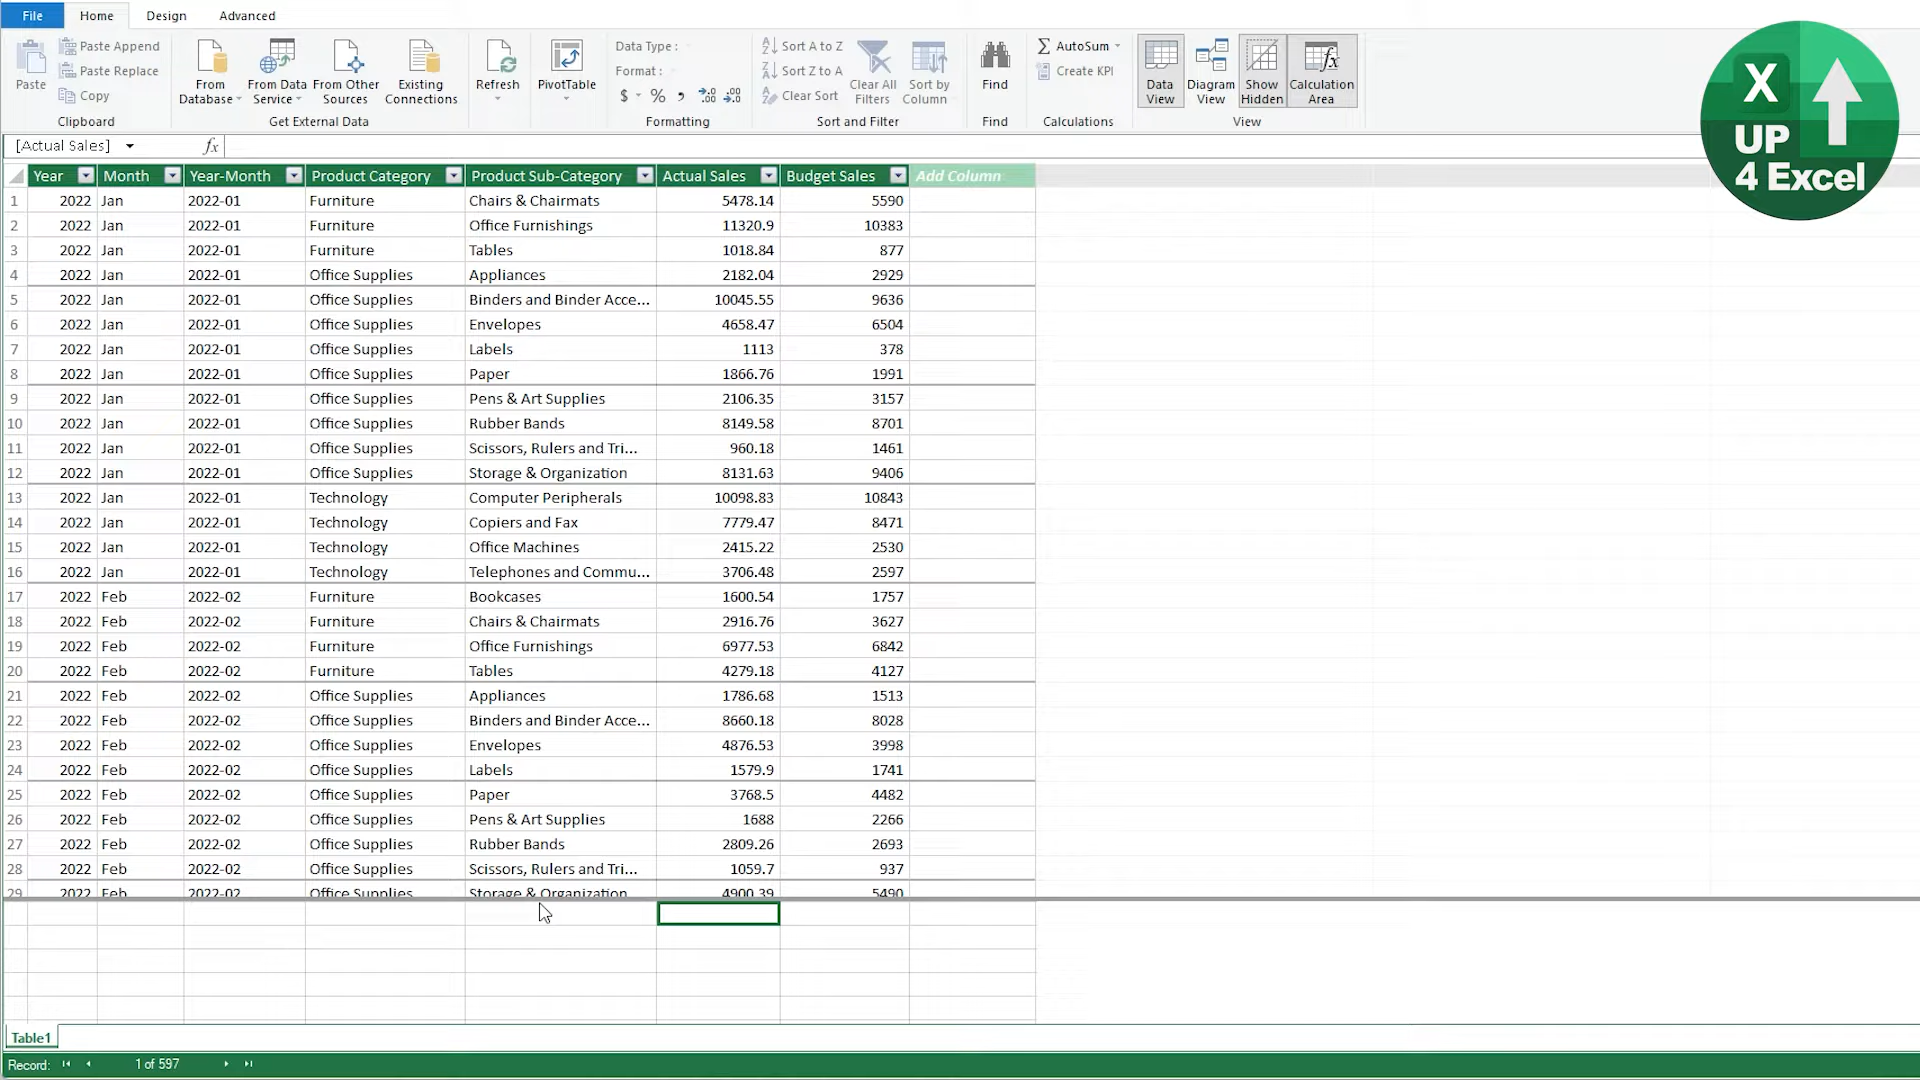 File Home Design Advanced
Paste
Paste Append
Paste Replace
Copy
Clipboard
From Database
From Data Service
From Other Sources
Existing Connections
Get External Data
Refresh
PivotTable
Data Type :
Format :
$ % ,
Formatting
Sort A to Z
Sort Z to A
Clear Sort
Clear All Filters
Sort by Column
Sort and Filter
Find
Find
AutoSum
Create KPI
Calculations
Data View
Diagram View
Show Hidden
Calculation Area
View
X
UP
4 Excel
[Actual Sales] fx
Year Month Year-Month Product Category Product Sub-Category Actual Sales Budget Sales Add Column
1 2022 Jan 2022-01 Furniture Chairs & Chairmats 5478.14 5590
2 2022 Jan 2022-01 Furniture Office Furnishings 11320.9 10383
3 2022 Jan 2022-01 Furniture Tables 1018.84 877
4 2022 Jan 2022-01 Office Supplies Appliances 2182.04 2929
5 2022 Jan 2022-01 Office Supplies Binders and Binder Acce... 10045.55 9636
6 2022 Jan 2022-01 Office Supplies Envelopes 4658.47 6504
7 2022 Jan 2022-01 Office Supplies Labels 1113 378
8 2022 Jan 2022-01 Office Supplies Paper 1866.76 1991
9 2022 Jan 2022-01 Office Supplies Pens & Art Supplies 2106.35 3157
10 2022 Jan 2022-01 Office Supplies Rubber Bands 8149.58 8701
11 2022 Jan 2022-01 Office Supplies Scissors, Rulers and Tri... 960.18 1461
12 2022 Jan 2022-01 Office Supplies Storage & Organization 8131.63 9406
13 2022 Jan 2022-01 Technology Computer Peripherals 10098.83 10843
14 2022 Jan 2022-01 Technology Copiers and Fax 7779.47 8471
15 2022 Jan 2022-01 Technology Office Machines 2415.22 2530
16 2022 Jan 2022-01 Technology Telephones and Commu... 3706.48 2597
17 2022 Feb 2022-02 Furniture Bookcases 1600.54 1757
18 2022 Feb 2022-02 Furniture Chairs & Chairmats 2916.76 3627
19 2022 Feb 2022-02 Furniture Office Furnishings 6977.53 6842
20 2022 Feb 2022-02 Furniture Tables 4279.18 4127
21 2022 Feb 2022-02 Office Supplies Appliances 1786.68 1513
22 2022 Feb 2022-02 Office Supplies Binders and Binder Acce... 8660.18 8028
23 2022 Feb 2022-02 Office Supplies Envelopes 4876.53 3998
24 2022 Feb 2022-02 Office Supplies Labels 1579.9 1741
25 2022 Feb 2022-02 Office Supplies Paper 3768.5 4482
26 2022 Feb 2022-02 Office Supplies Pens & Art Supplies 1688 2266
27 2022 Feb 2022-02 Office Supplies Rubber Bands 2809.26 2693
28 2022 Feb 2022-02 Office Supplies Scissors, Rulers and Tri... 1059.7 937
29 2022 Feb 2022-02 Office Supplies Storage & Organization 4900.39 5490
Table1
Record: 1 of 597